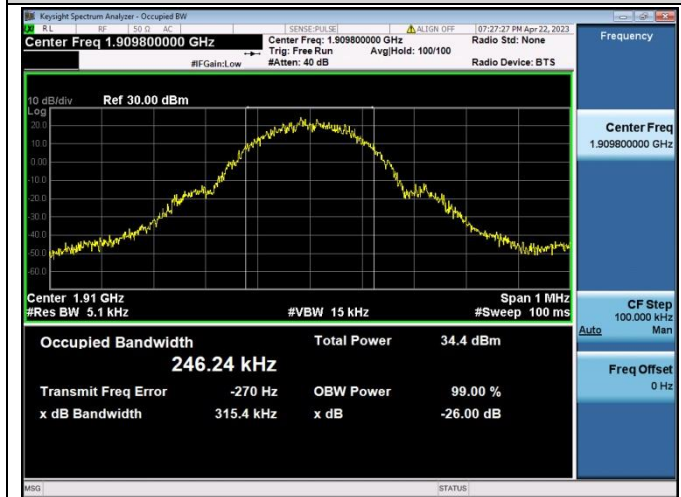 Keysight Spectrum Analyzer - Occupied BW
RL RF 50 Ω AC SENSE:PULSE ALIGN OFF 07:27:27 PM Apr 22, 2023
Center Freq 1.909800000 GHz Center Freq: 1.909800000 GHz Radio Std: None Frequency
Trig: Free Run Avg|Hold: 100/100
#IFGain:Low #Atten: 40 dB Radio Device: BTS
10 dB/div Ref 30.00 dBm
Log
20.0
10.0
0.00
-10.0
-20.0
-30.0
-40.0
-50.0
-60.0
Center Freq
1.909800000 GHz
Center 1.91 GHz Span 1 MHz
#Res BW 5.1 kHz #VBW 15 kHz #Sweep 100 ms
CF Step
100.000 kHz
Auto Man
Occupied Bandwidth Total Power 34.4 dBm
246.24 kHz
Transmit Freq Error -270 Hz OBW Power 99.00 %
x dB Bandwidth 315.4 kHz x dB -26.00 dB
Freq Offset
0 Hz
MSG STATUS